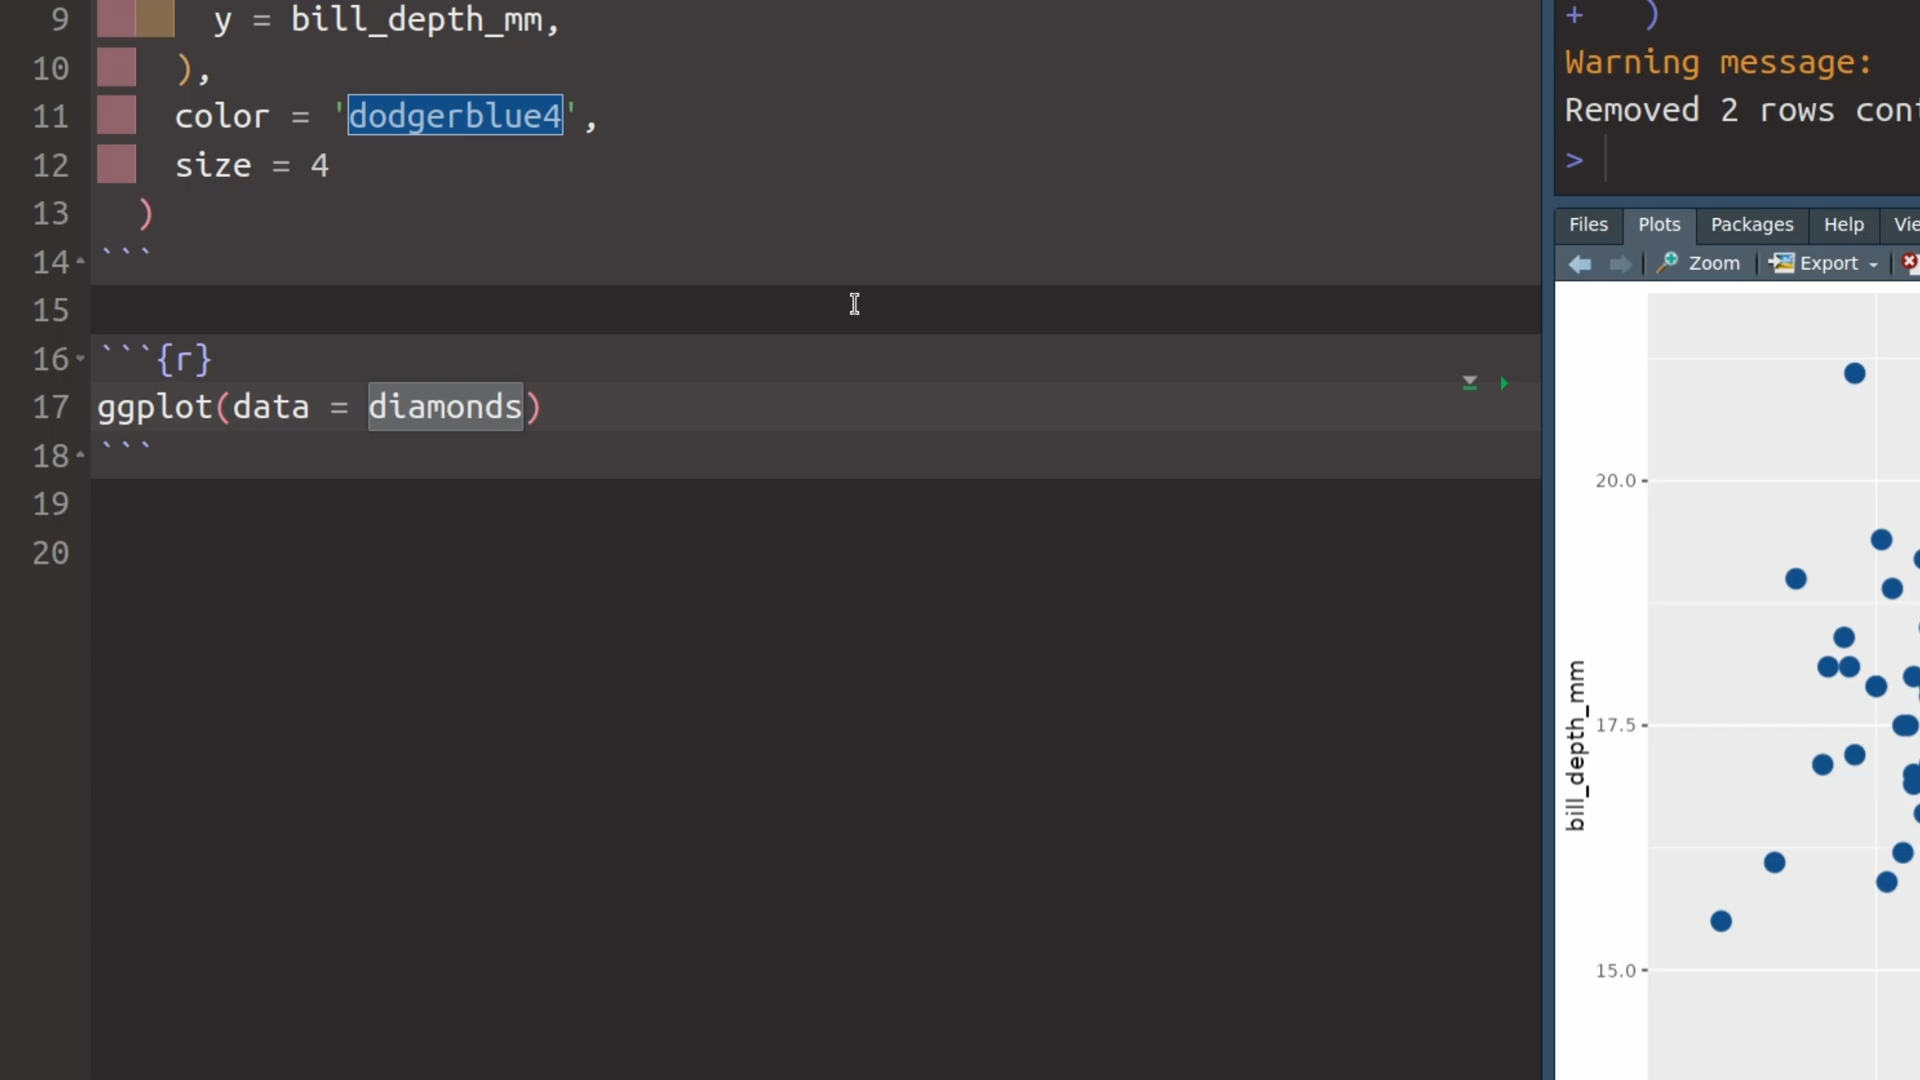 9 y = bill_depth_mm,
10 ),
11 color = 'dodgerblue4',
12 size = 4
13 )
14 ```
15
16 ```{r}
17 ggplot(data = diamonds)
18 ```
19
20
+ )
Warning message:
Removed 2 rows cont
>
Files Plots Packages Help Vie
Zoom Export
20.0
17.5
15.0
bill_depth_mm